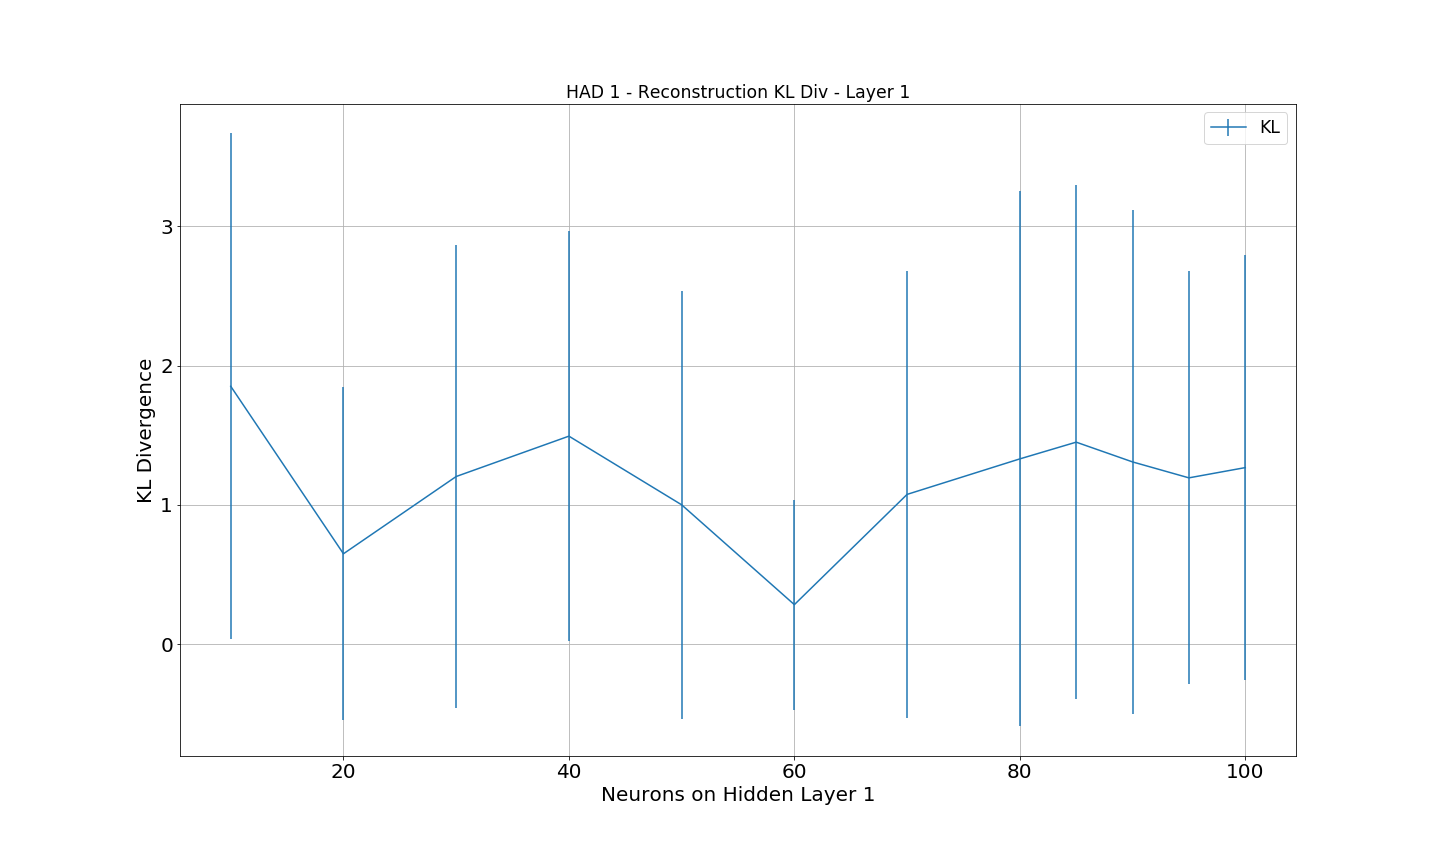 HAD 1 - Reconstruction KL Div - Layer 1
KL
3
2
1
0
KL Divergence
20 40 60 80 100
Neurons on Hidden Layer 1